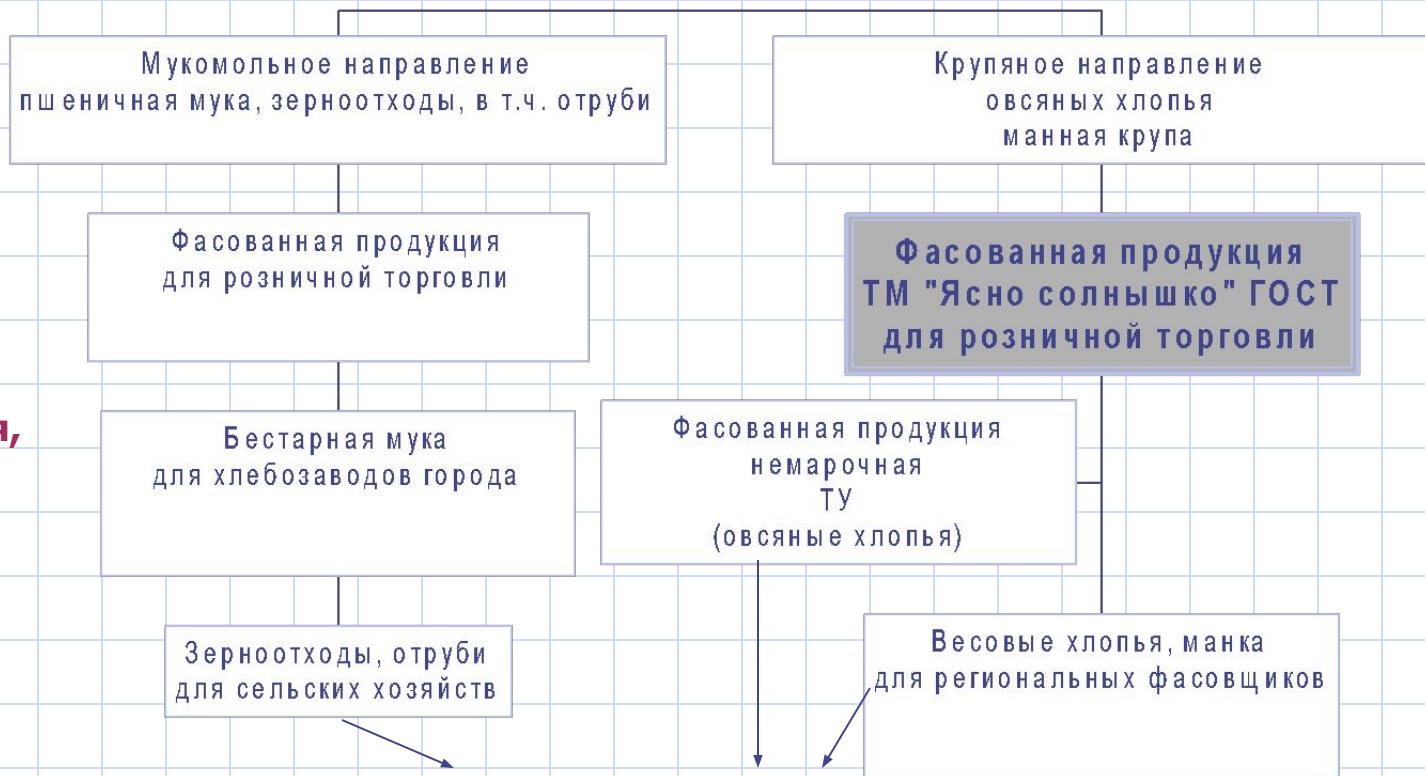 Мукомольное направление
пшеничная мука, зерноотходы, в т.ч. отруби
Крупяное направление
овсяных хлопья
манная крупа
Фасованная продукция
для розничной торговли
Фасованная продукция
ТМ "Ясно солнышко" ГОСТ
для розничной торговли
Бестарная мука
для хлебозаводов города
Фасованная продукция
немарочная
ТУ
(овсяные хлопья)
Зерноотходы, отруби
для сельских хозяйств
Весовые хлопья, манка
для региональных фасовщиков